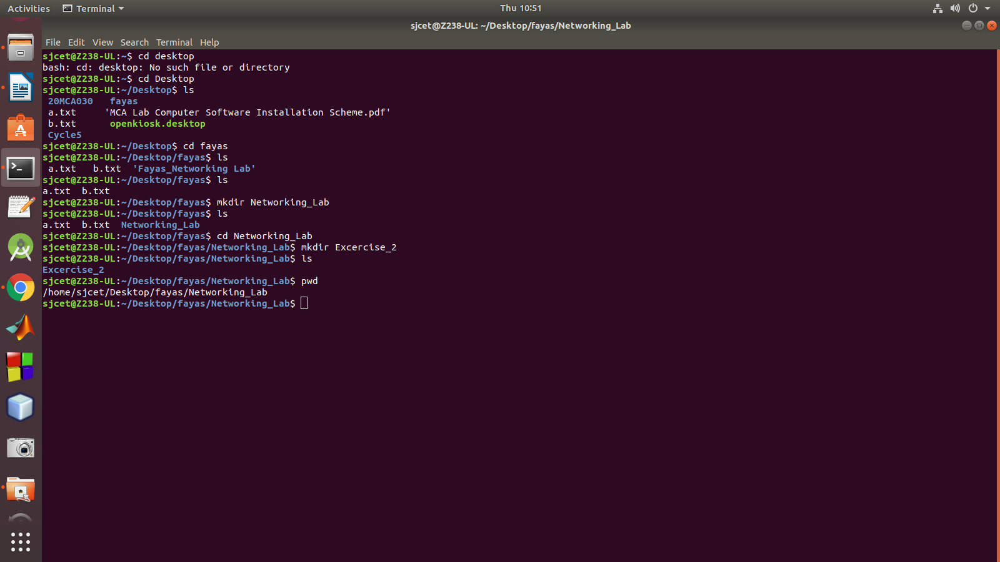 Activities Terminal Thu 10:51
sjcet@Z238-UL: ~/Desktop/fayas/Networking_Lab
File Edit View Search Terminal Help
sjcet@Z238-UL:~$ cd desktop
bash: cd: desktop: No such file or directory
sjcet@Z238-UL:~$ cd Desktop
sjcet@Z238-UL:~/Desktop$ ls
20MCA030 fayas
a.txt 'MCA Lab Computer Software Installation Scheme.pdf'
b.txt openkiosk.desktop
Cycle5
sjcet@Z238-UL:~/Desktop$ cd fayas
sjcet@Z238-UL:~/Desktop/fayas$ ls
a.txt b.txt 'Fayas_Networking Lab'
sjcet@Z238-UL:~/Desktop/fayas$ ls
a.txt b.txt
sjcet@Z238-UL:~/Desktop/fayas$ mkdir Networking_Lab
sjcet@Z238-UL:~/Desktop/fayas$ ls
a.txt b.txt Networking_Lab
sjcet@Z238-UL:~/Desktop/fayas$ cd Networking_Lab
sjcet@Z238-UL:~/Desktop/fayas/Networking_Lab$ mkdir Excercise_2
sjcet@Z238-UL:~/Desktop/fayas/Networking_Lab$ ls
Excercise_2
sjcet@Z238-UL:~/Desktop/fayas/Networking_Lab$ pwd
/home/sjcet/Desktop/fayas/Networking_Lab
sjcet@Z238-UL:~/Desktop/fayas/Networking_Lab$